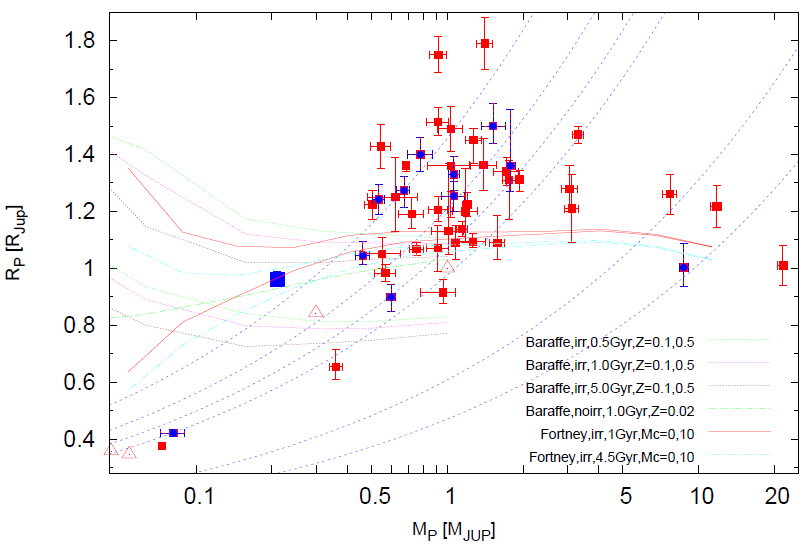 1.8
1.6
1.4
1.2
1
0.8
0.6
0.4
R_P [R_Jup]
Baraffe,irr,0.5Gyr,Z=0.1,0.5
Baraffe,irr,1.0Gyr,Z=0.1,0.5
Baraffe,irr,5.0Gyr,Z=0.1,0.5
Baraffe,noirr,1.0Gyr,Z=0.02
Fortney,irr,1Gyr,Mc=0,10
Fortney,irr,4.5Gyr,Mc=0,10
0.1 0.5 1 5 10 20
M_P [M_JUP]